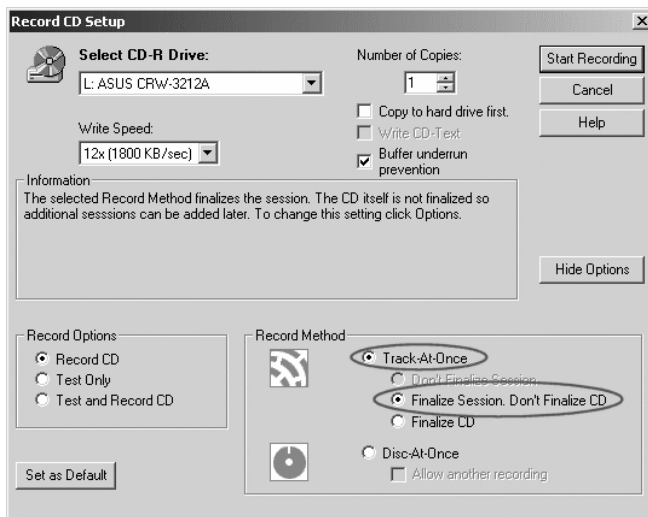 Record CD Setup
Select CD-R Drive:
L: ASUS CRW-3212A
Write Speed:
12x (1800 KB/sec)
Number of Copies:
1
Copy to hard drive first.
Write CD-Text
Buffer underrun
prevention
Start Recording
Cancel
Help
Information
The selected Record Method finalizes the session. The CD itself is not finalized so
additional sesssions can be added later. To change this setting click Options.
Hide Options
Record Options
Record CD
Test Only
Test and Record CD
Set as Default
Record Method
Track-At-Once
Don't Finalize Session.
Finalize Session. Don't Finalize CD
Finalize CD
Disc-At-Once
Allow another recording